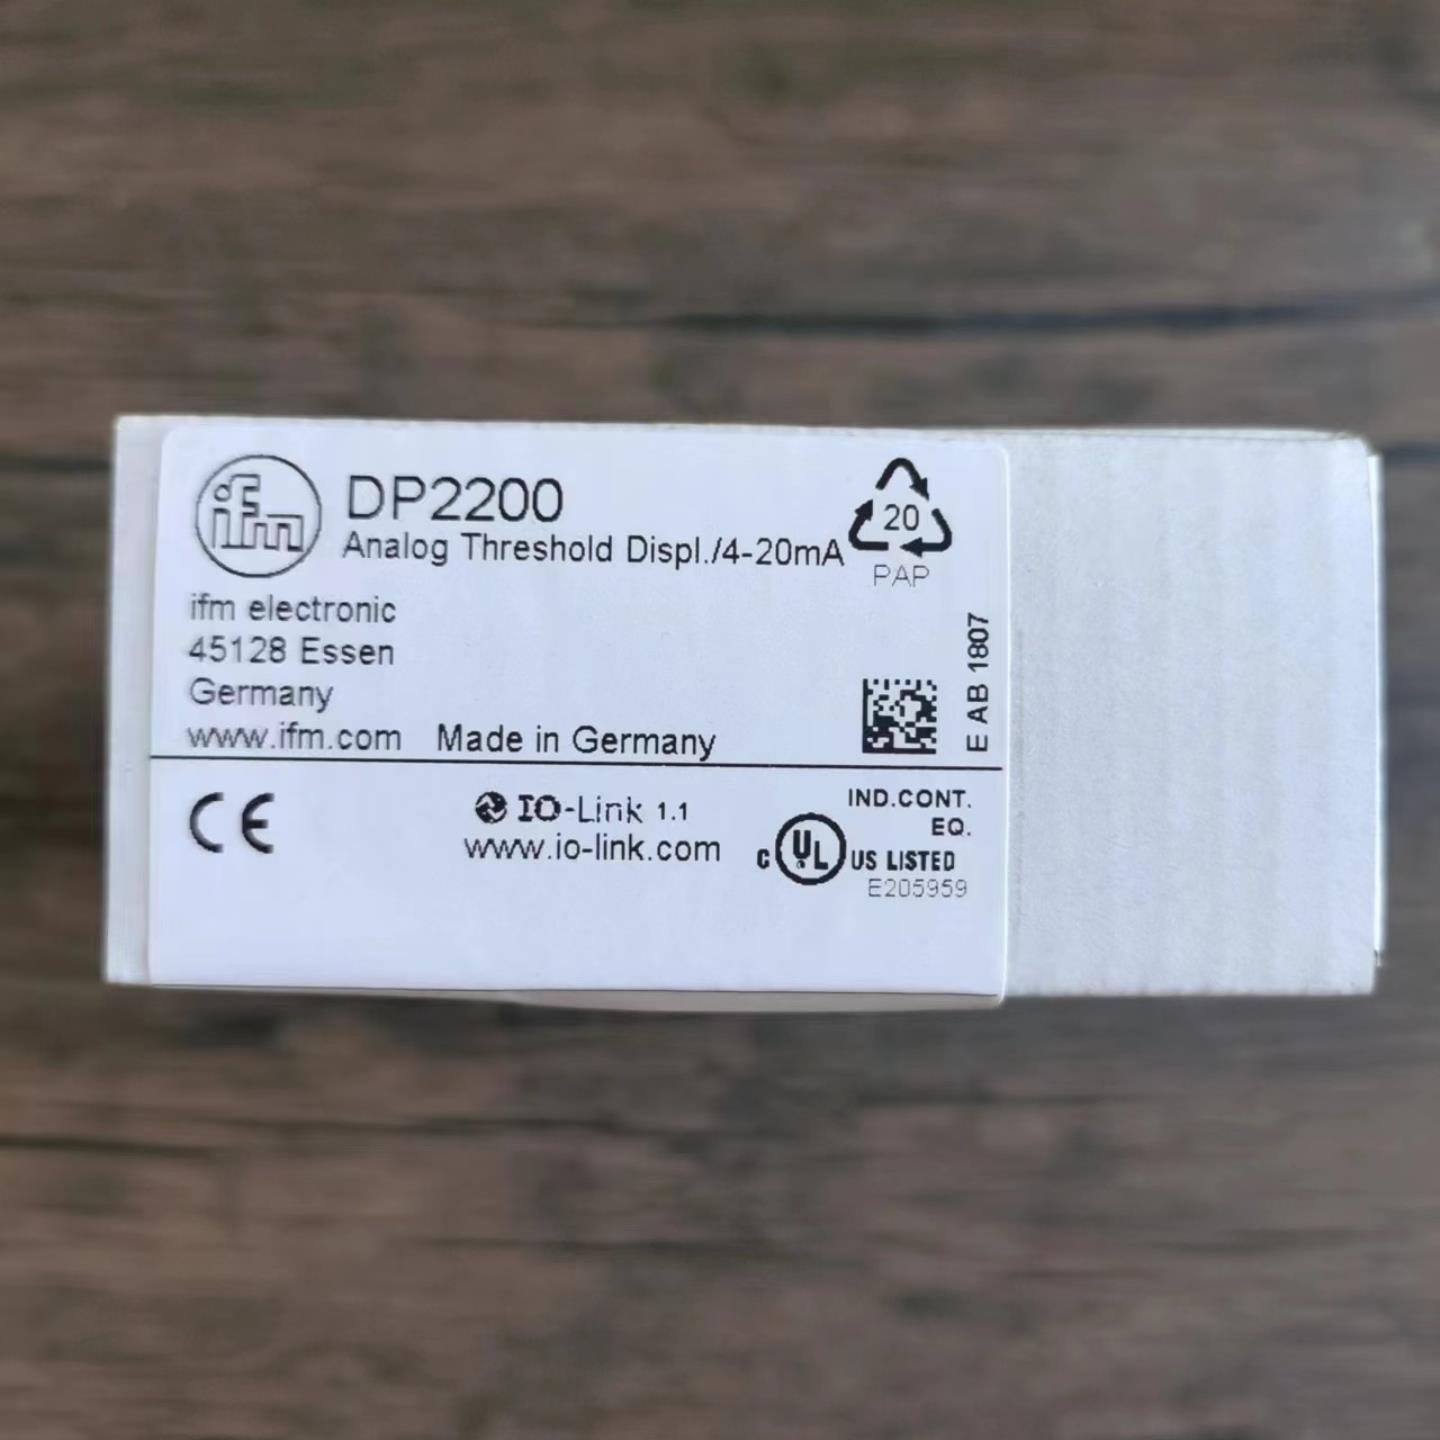 ifm
DP2200
Analog Threshold Displ./4-20mA
20
PAP
ifm electronic
45128 Essen
Germany
www.ifm.com Made in Germany
E AB 1807
CE
IO-Link 1.1
www.io-link.com
IND.CONT.
EQ.
C UL US LISTED
E205959